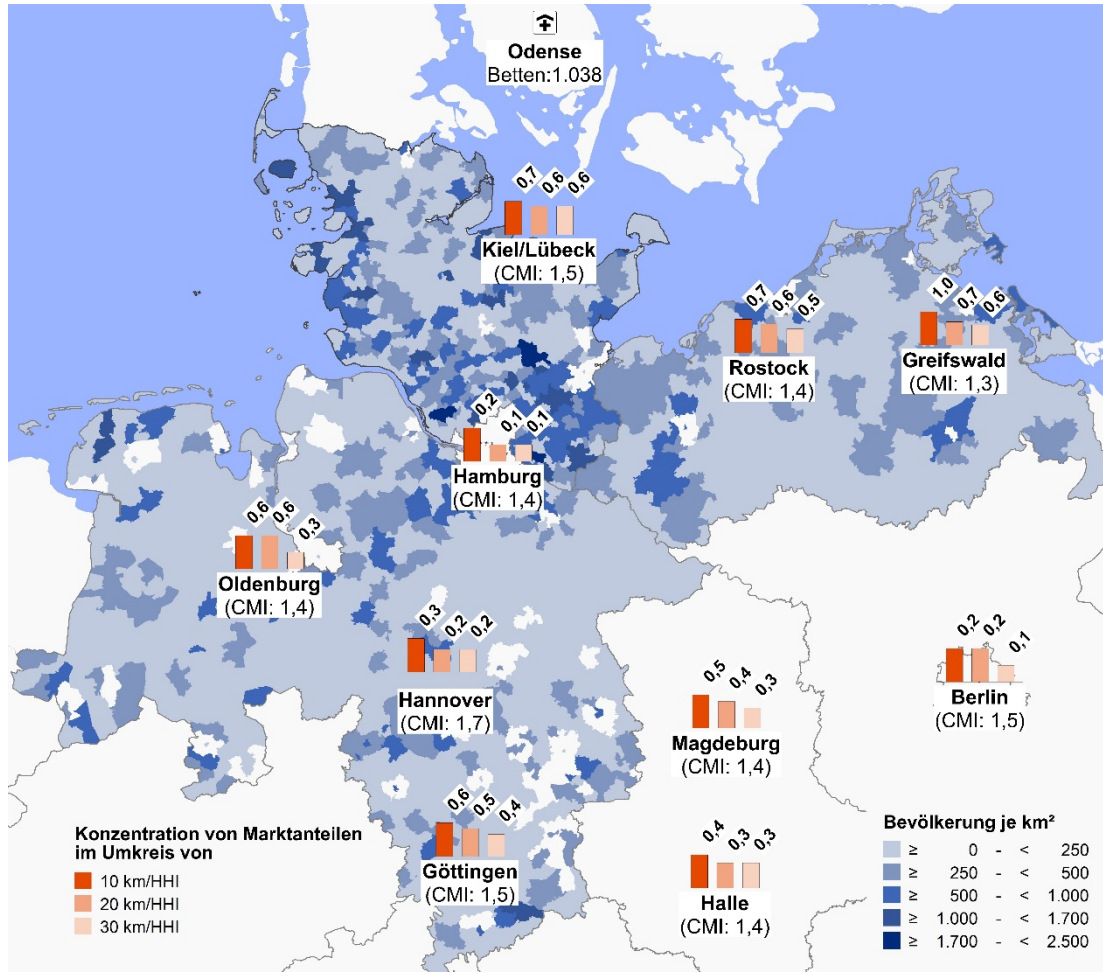 Odense
Betten:1.038
0,7 0,6 0,6
Kiel/Lübeck
(CMI: 1,5)
0,7 0,6 0,5
Rostock
(CMI: 1,4)
1,0 0,7 0,6
Greifswald
(CMI: 1,3)
0,2 0,1 0,1
Hamburg
(CMI: 1,4)
0,6 0,6 0,3
Oldenburg
(CMI: 1,4)
0,3 0,2 0,2
Hannover
(CMI: 1,7)
0,5 0,4 0,3
Magdeburg
(CMI: 1,4)
0,2 0,2 0,1
Berlin
(CMI: 1,5)
0,6 0,5 0,4
Göttingen
(CMI: 1,5)
0,4 0,3 0,3
Halle
(CMI: 1,4)
Konzentration von Marktanteilen
im Umkreis von
10 km/HHI
20 km/HHI
30 km/HHI
Bevölkerung je km²
≥ 0 - < 250
≥ 250 - < 500
≥ 500 - < 1.000
≥ 1.000 - < 1.700
≥ 1.700 - < 2.500